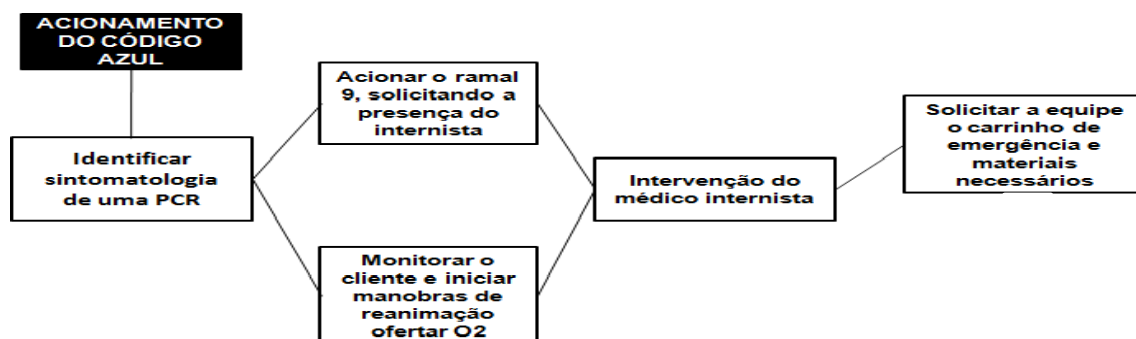 ACIONAMENTO
DO CÓDIGO
AZUL
Identificar
sintomatologia
de uma PCR
Acionar o ramal
9, solicitando a
presença do
internista
Monitorar o
cliente e iniciar
manobras de
reanimação
ofertar O2
Intervenção do
médico internista
Solicitar a equipe
o carrinho de
emergência e
materiais
necessários